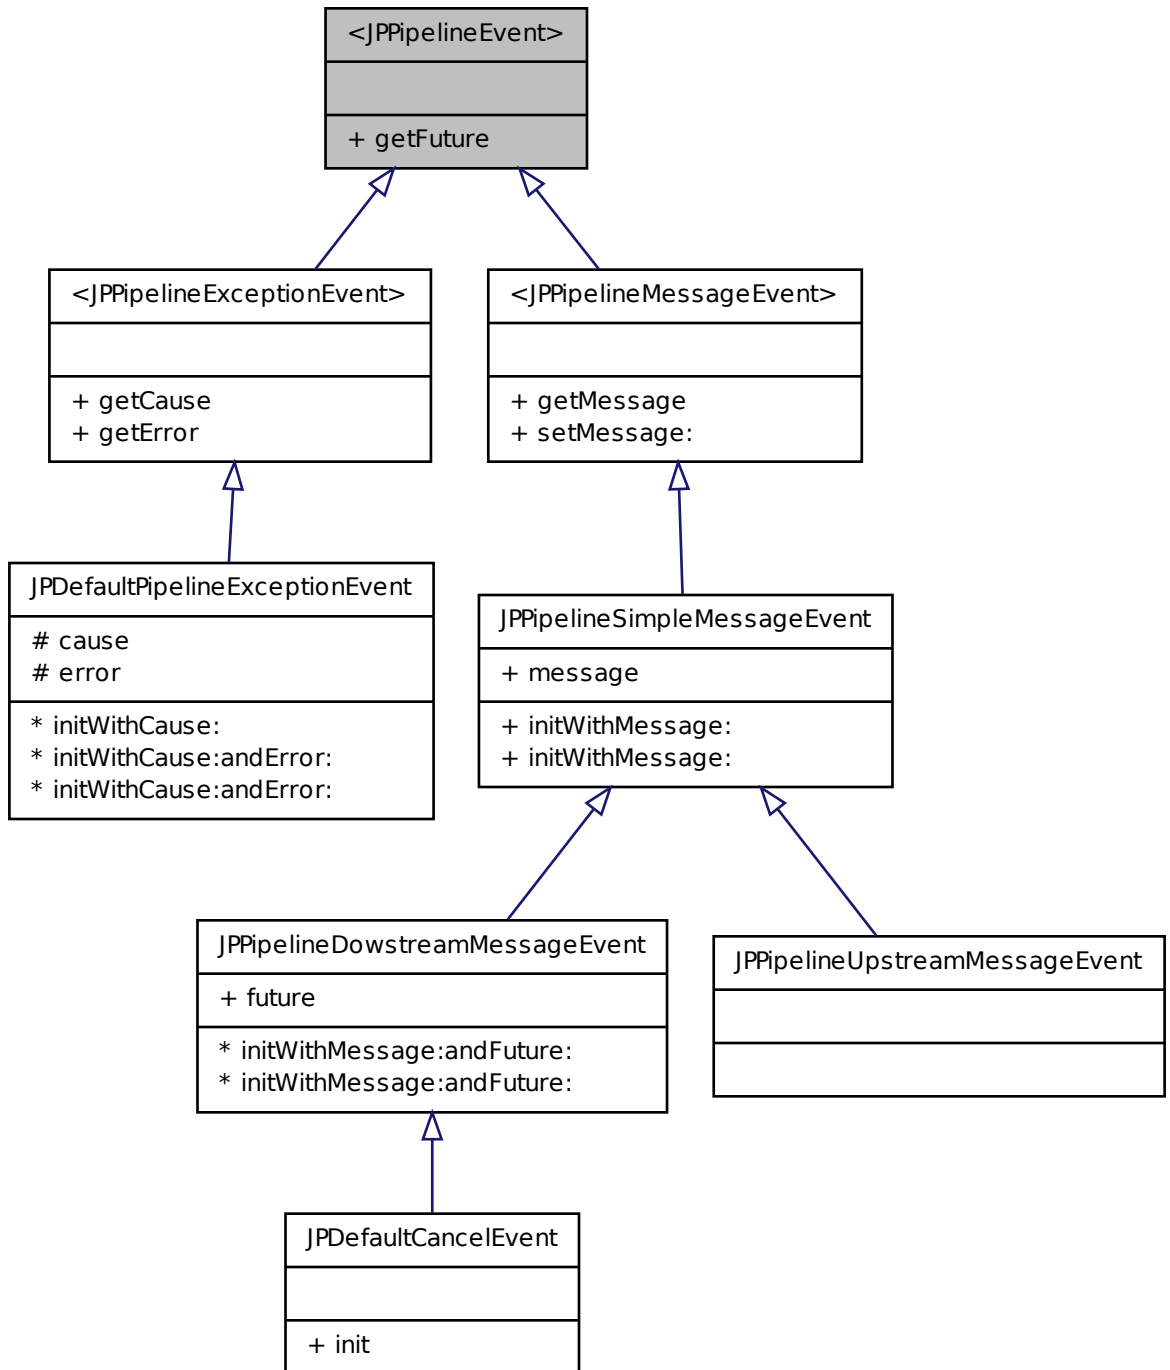 <JPPipelineEvent>
+ getFuture
<JPPipelineExceptionEvent>
+ getCause
+ getError
<JPPipelineMessageEvent>
+ getMessage
+ setMessage:
JPDefaultPipelineExceptionEvent
# cause
# error
* initWithCause:
* initWithCause:andError:
* initWithCause:andError:
JPPipelineSimpleMessageEvent
+ message
+ initWithMessage:
+ initWithMessage:
JPPipelineDowstreamMessageEvent
+ future
* initWithMessage:andFuture:
* initWithMessage:andFuture:
JPPipelineUpstreamMessageEvent
JPDefaultCancelEvent
+ init